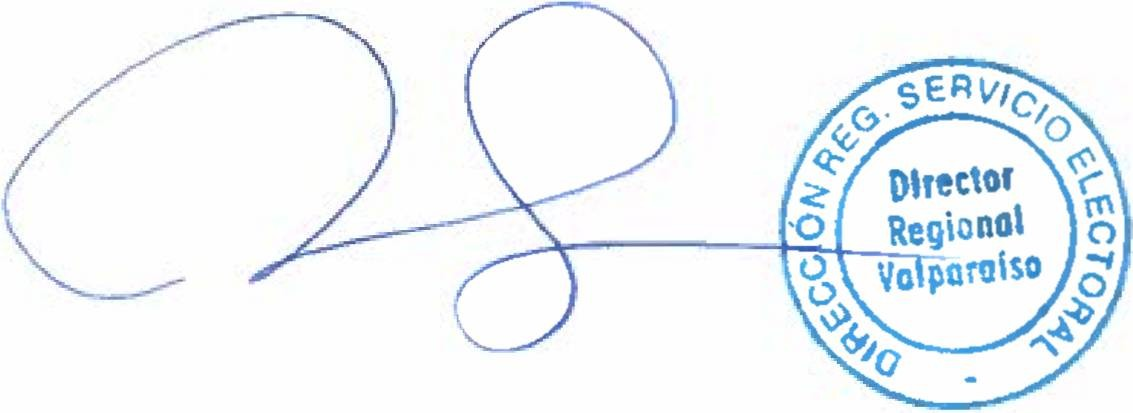 DIRECCIÓN REG. SERVICIO ELECTORAL
Director
Regional
Valparaíso